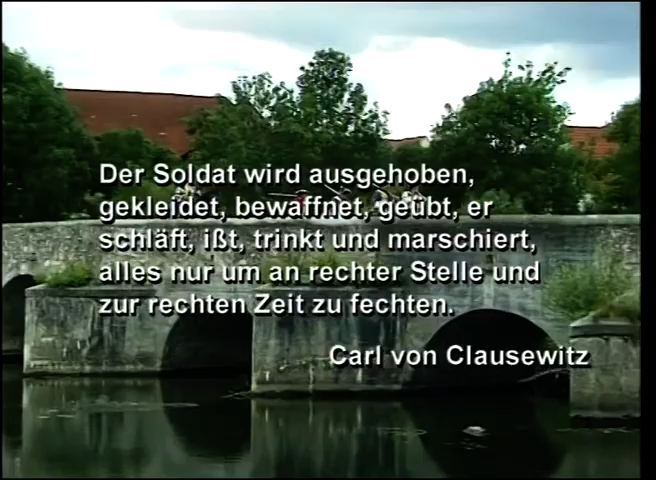 Der Soldat wird ausgehoben,
gekleidet, bewaffnet, geübt, er
schläft, ißt, trinkt und marschiert,
alles nur um an rechter Stelle und
zur rechten Zeit zu fechten.
Carl von Clausewitz